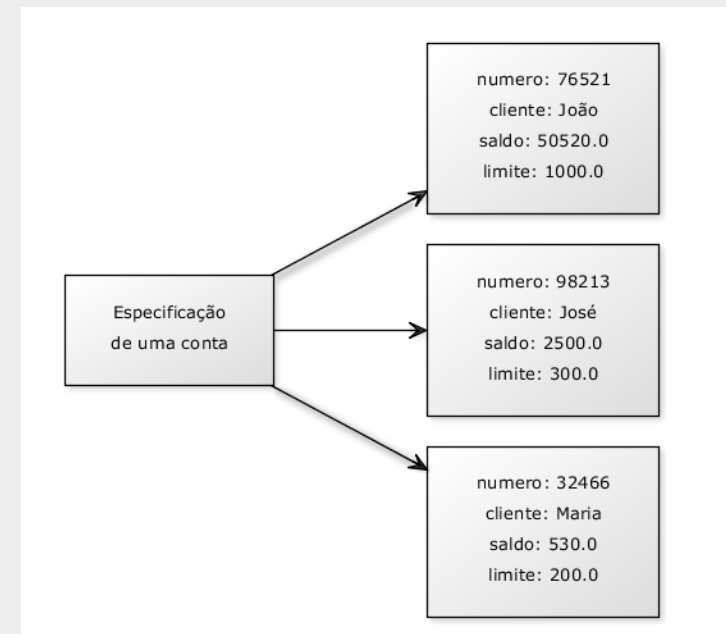 Especificação
de uma conta
numero: 76521
cliente: João
saldo: 50520.0
limite: 1000.0
numero: 98213
cliente: José
saldo: 2500.0
limite: 300.0
numero: 32466
cliente: Maria
saldo: 530.0
limite: 200.0